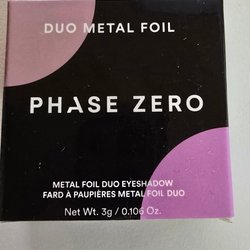 DUO METAL FOIL
PHASE ZERO
METAL FOIL DUO EYESHADOW
FARD À PAUPIÈRES METAL FOIL DUO
Net Wt. 3g / 0.106 Oz.